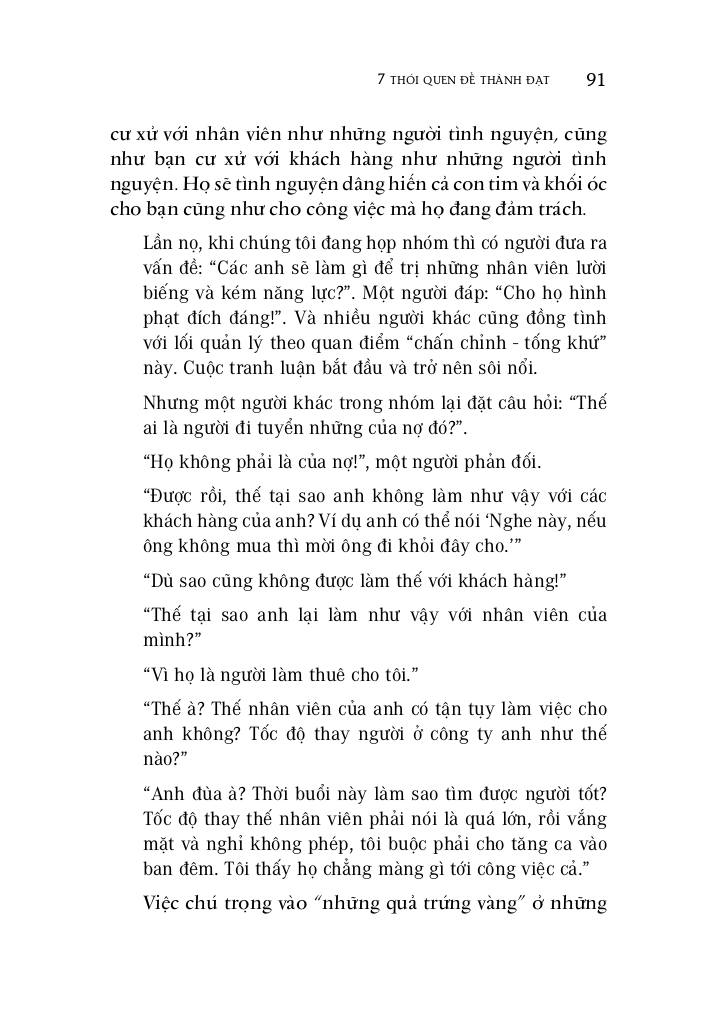 7 THÓI QUEN ĐỂ THÀNH ĐẠT 91
cư xử với nhân viên như những người tình nguyện, cũng
như bạn cư xử với khách hàng như những người tình
nguyện. Họ sẽ tình nguyện dâng hiến cả con tim và khối óc
cho bạn cũng như cho công việc mà họ đang đảm trách.
Lần nọ, khi chúng tôi đang họp nhóm thì có người đưa ra
vấn đề: “Các anh sẽ làm gì để trị những nhân viên lười
biếng và kém năng lực?”. Một người đáp: “Cho họ hình
phạt đích đáng!”. Và nhiều người khác cũng đồng tình
với lối quản lý theo quan điểm “chấn chỉnh - tống khứ”
này. Cuộc tranh luận bắt đầu và trở nên sôi nổi.
Nhưng một người khác trong nhóm lại đặt câu hỏi: “Thế
ai là người đi tuyển những của nợ đó?”.
“Họ không phải là của nợ!”, một người phản đối.
“Được rồi, thế tại sao anh không làm như vậy với các
khách hàng của anh? Ví dụ anh có thể nói ‘Nghe này, nếu
ông không mua thì mời ông đi khỏi đây cho.’”
“Dù sao cũng không được làm thế với khách hàng!”
“Thế tại sao anh lại làm như vậy với nhân viên của
mình?”
“Vì họ là người làm thuê cho tôi.”
“Thế à? Thế nhân viên của anh có tận tụy làm việc cho
anh không? Tốc độ thay người ở công ty anh như thế
nào?”
“Anh đùa à? Thời buổi này làm sao tìm được người tốt?
Tốc độ thay thế nhân viên phải nói là quá lớn, rồi vắng
mặt và nghỉ không phép, tôi buộc phải cho tăng ca vào
ban đêm. Tôi thấy họ chẳng màng gì tới công việc cả.”
Việc chú trọng vào “những quả trứng vàng” ở những